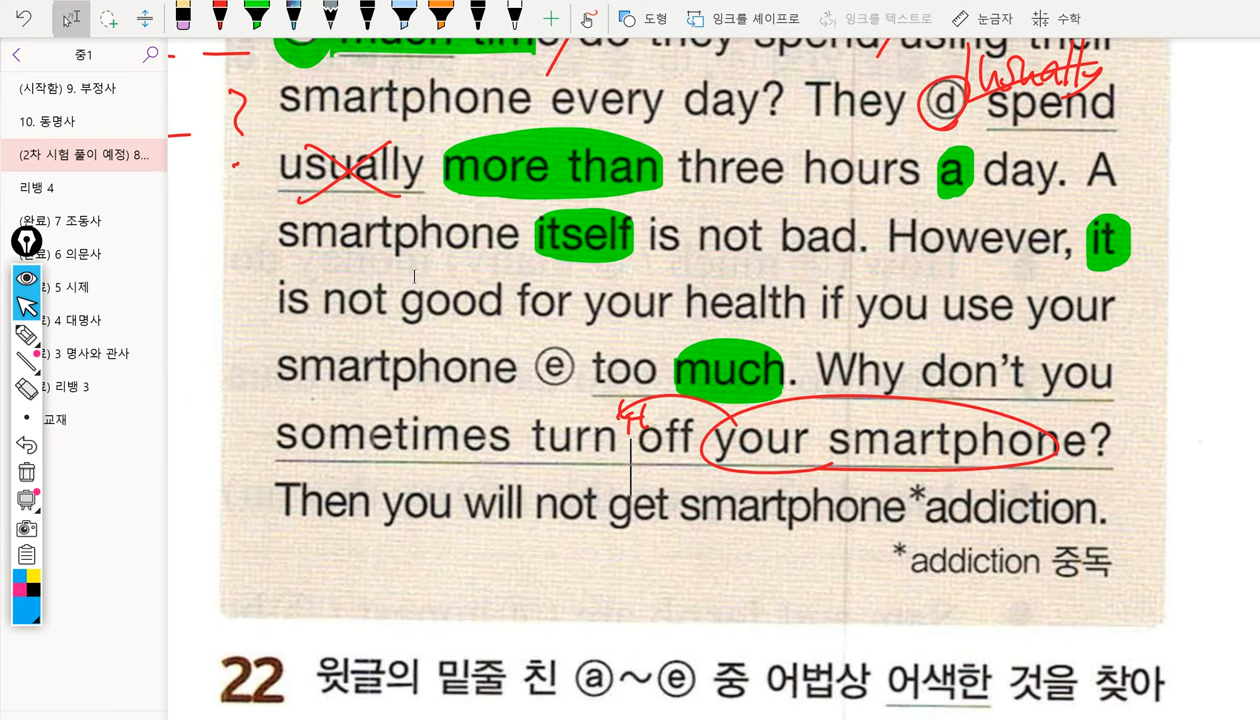 도형
잉크를 셰이프로
잉크를 텍스트로
눈금자
수학
중1
(시작함) 9. 부정사
10. 동명사
(2차 시험 풀이 예정) 8...
리뱅 4
(완료) 7 조동사
6 의문사
료) 5 시제
료) 4 대명사
료) 3 명사와 관사
료) 리뱅 3
교재
much time do they spend using their
usually
smartphone every day? They ⓓ spend
usually more than three hours a day. A
smartphone itself is not bad. However, it
is not good for your health if you use your
smartphone ⓔ too much. Why don't you
sometimes turn off your smartphone?
Then you will not get smartphone*addiction.
*addiction 중독
22 윗글의 밑줄 친 ⓐ~ⓔ 중 어법상 어색한 것을 찾아